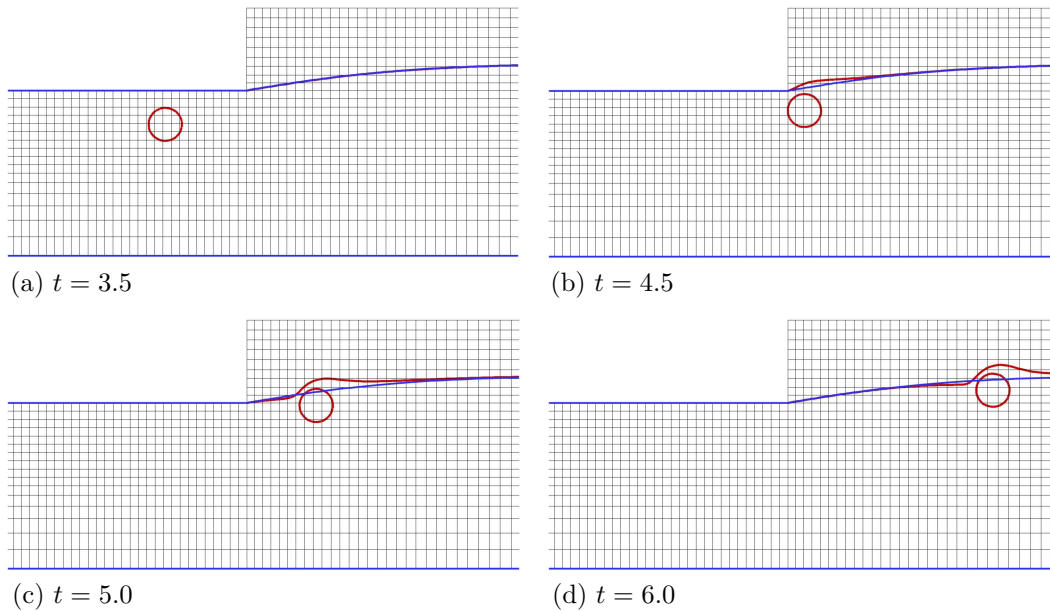 (a) t = 3.5
(b) t = 4.5
(c) t = 5.0
(d) t = 6.0